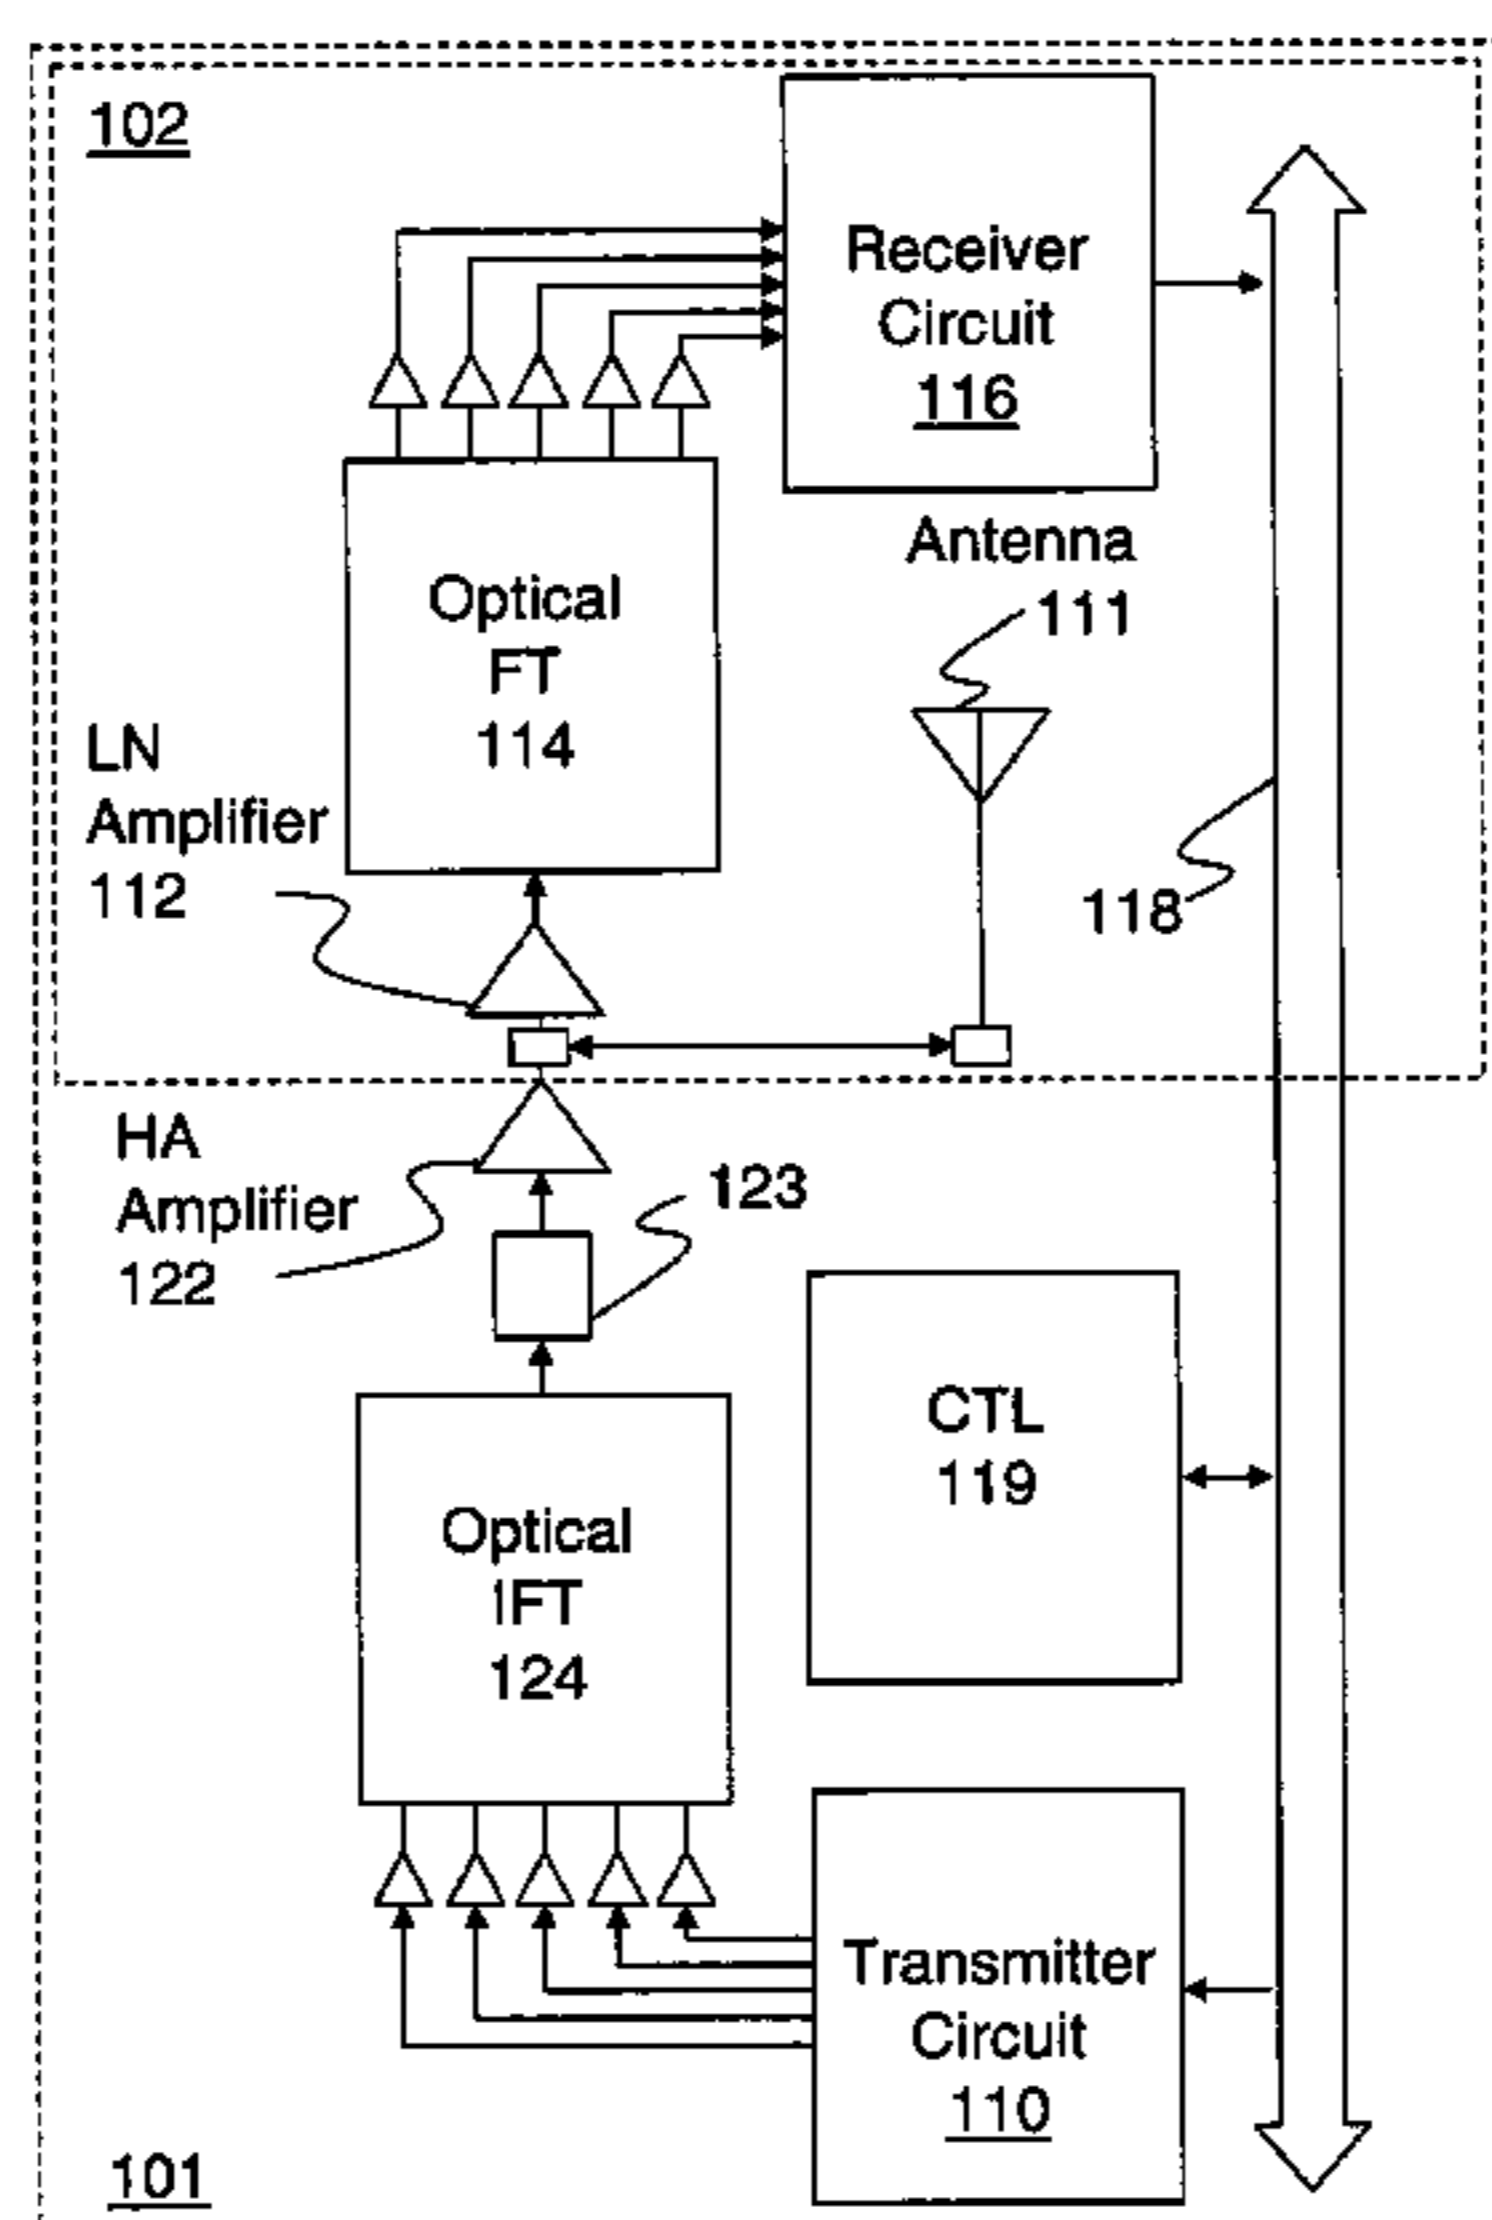 102
Receiver
Circuit
116
Antenna
111
Optical
FT
114
LN
Amplifier
112
118
HA
Amplifier
122
123
CTL
119
Optical
IFT
124
Transmitter
Circuit
110
101